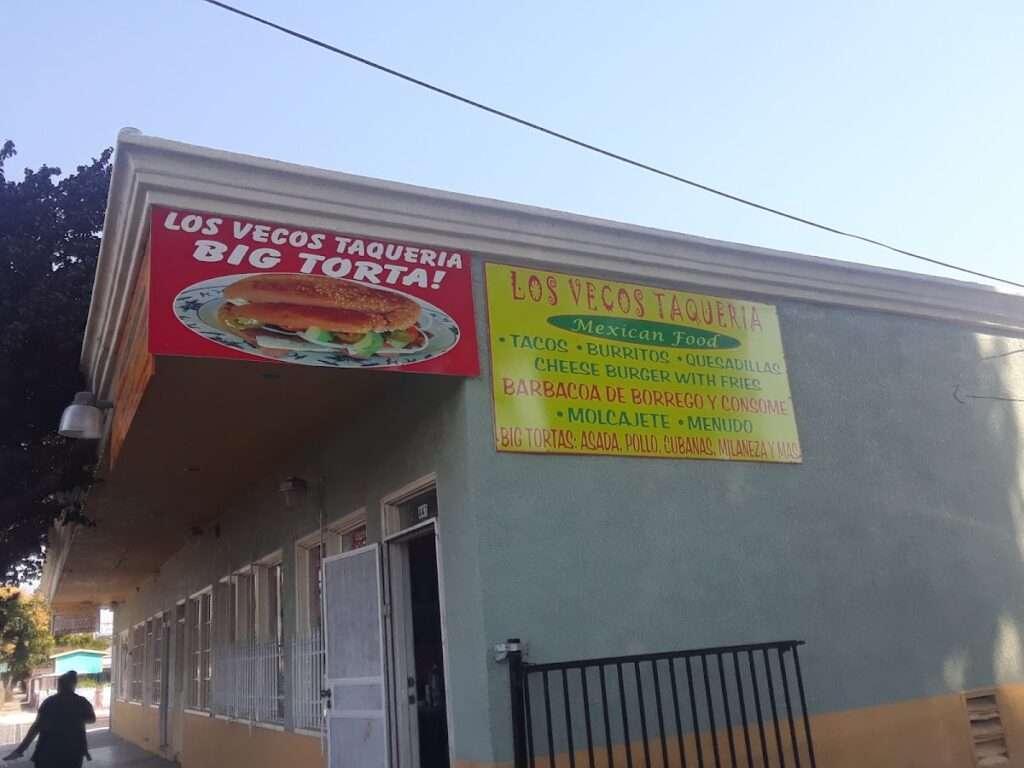 LOS VECOS TAQUERIA
BIG TORTA!
LOS VECOS TAQUERIA
Mexican Food
• TACOS • BURRITOS • QUESADILLAS
CHEESE BURGER WITH FRIES
BARBACOA DE BORREGO Y CONSOME
• MOLCAJETE • MENUDO
BIG TORTAS: ASADA, POLLO, CUBANAS, MILANEZA Y MAS